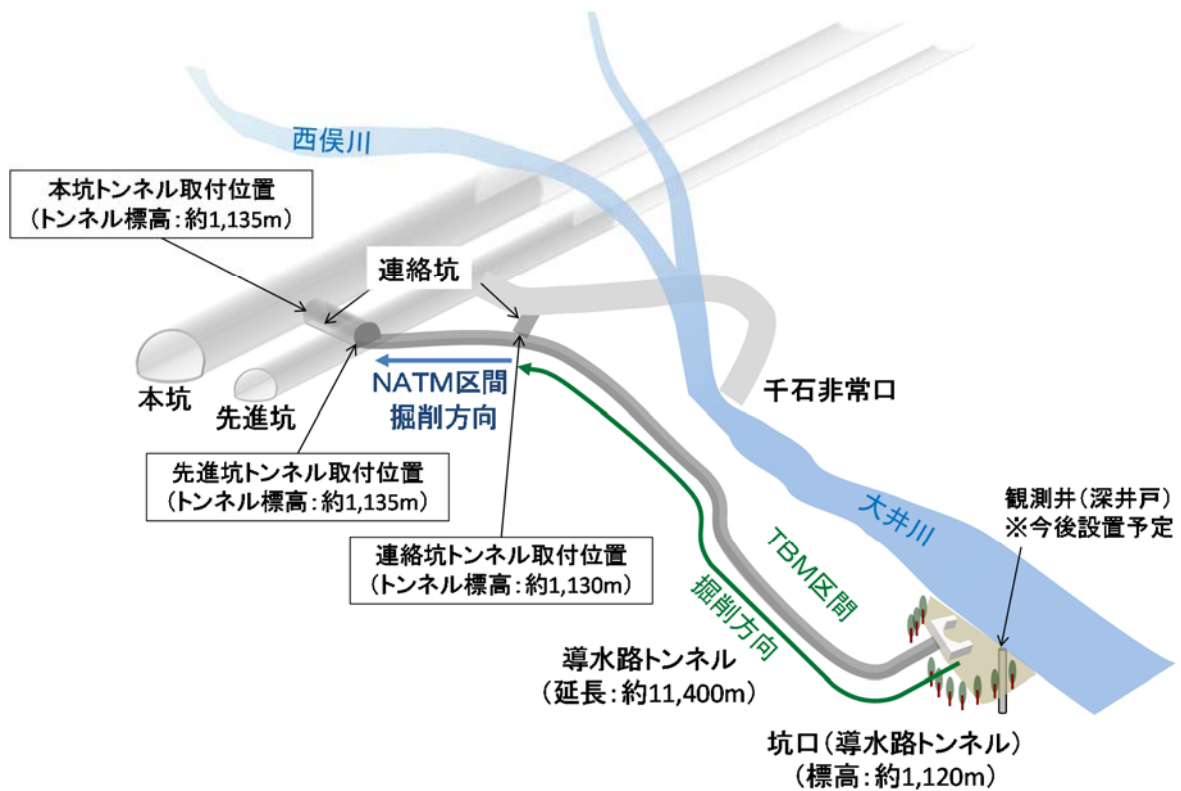 西俣川
本坑トンネル取付位置
（トンネル標高：約1,135m）
連絡坑
本坑
先進坑
NATM区間
掘削方向
千石非常口
先進坑トンネル取付位置
（トンネル標高：約1,135m）
大井川
観測井（深井戸）
※今後設置予定
連絡坑トンネル取付位置
（トンネル標高：約1,130m）
TBM区間
掘削方向
導水路トンネル
（延長：約11,400m）
坑口（導水路トンネル）
（標高：約1,120m）